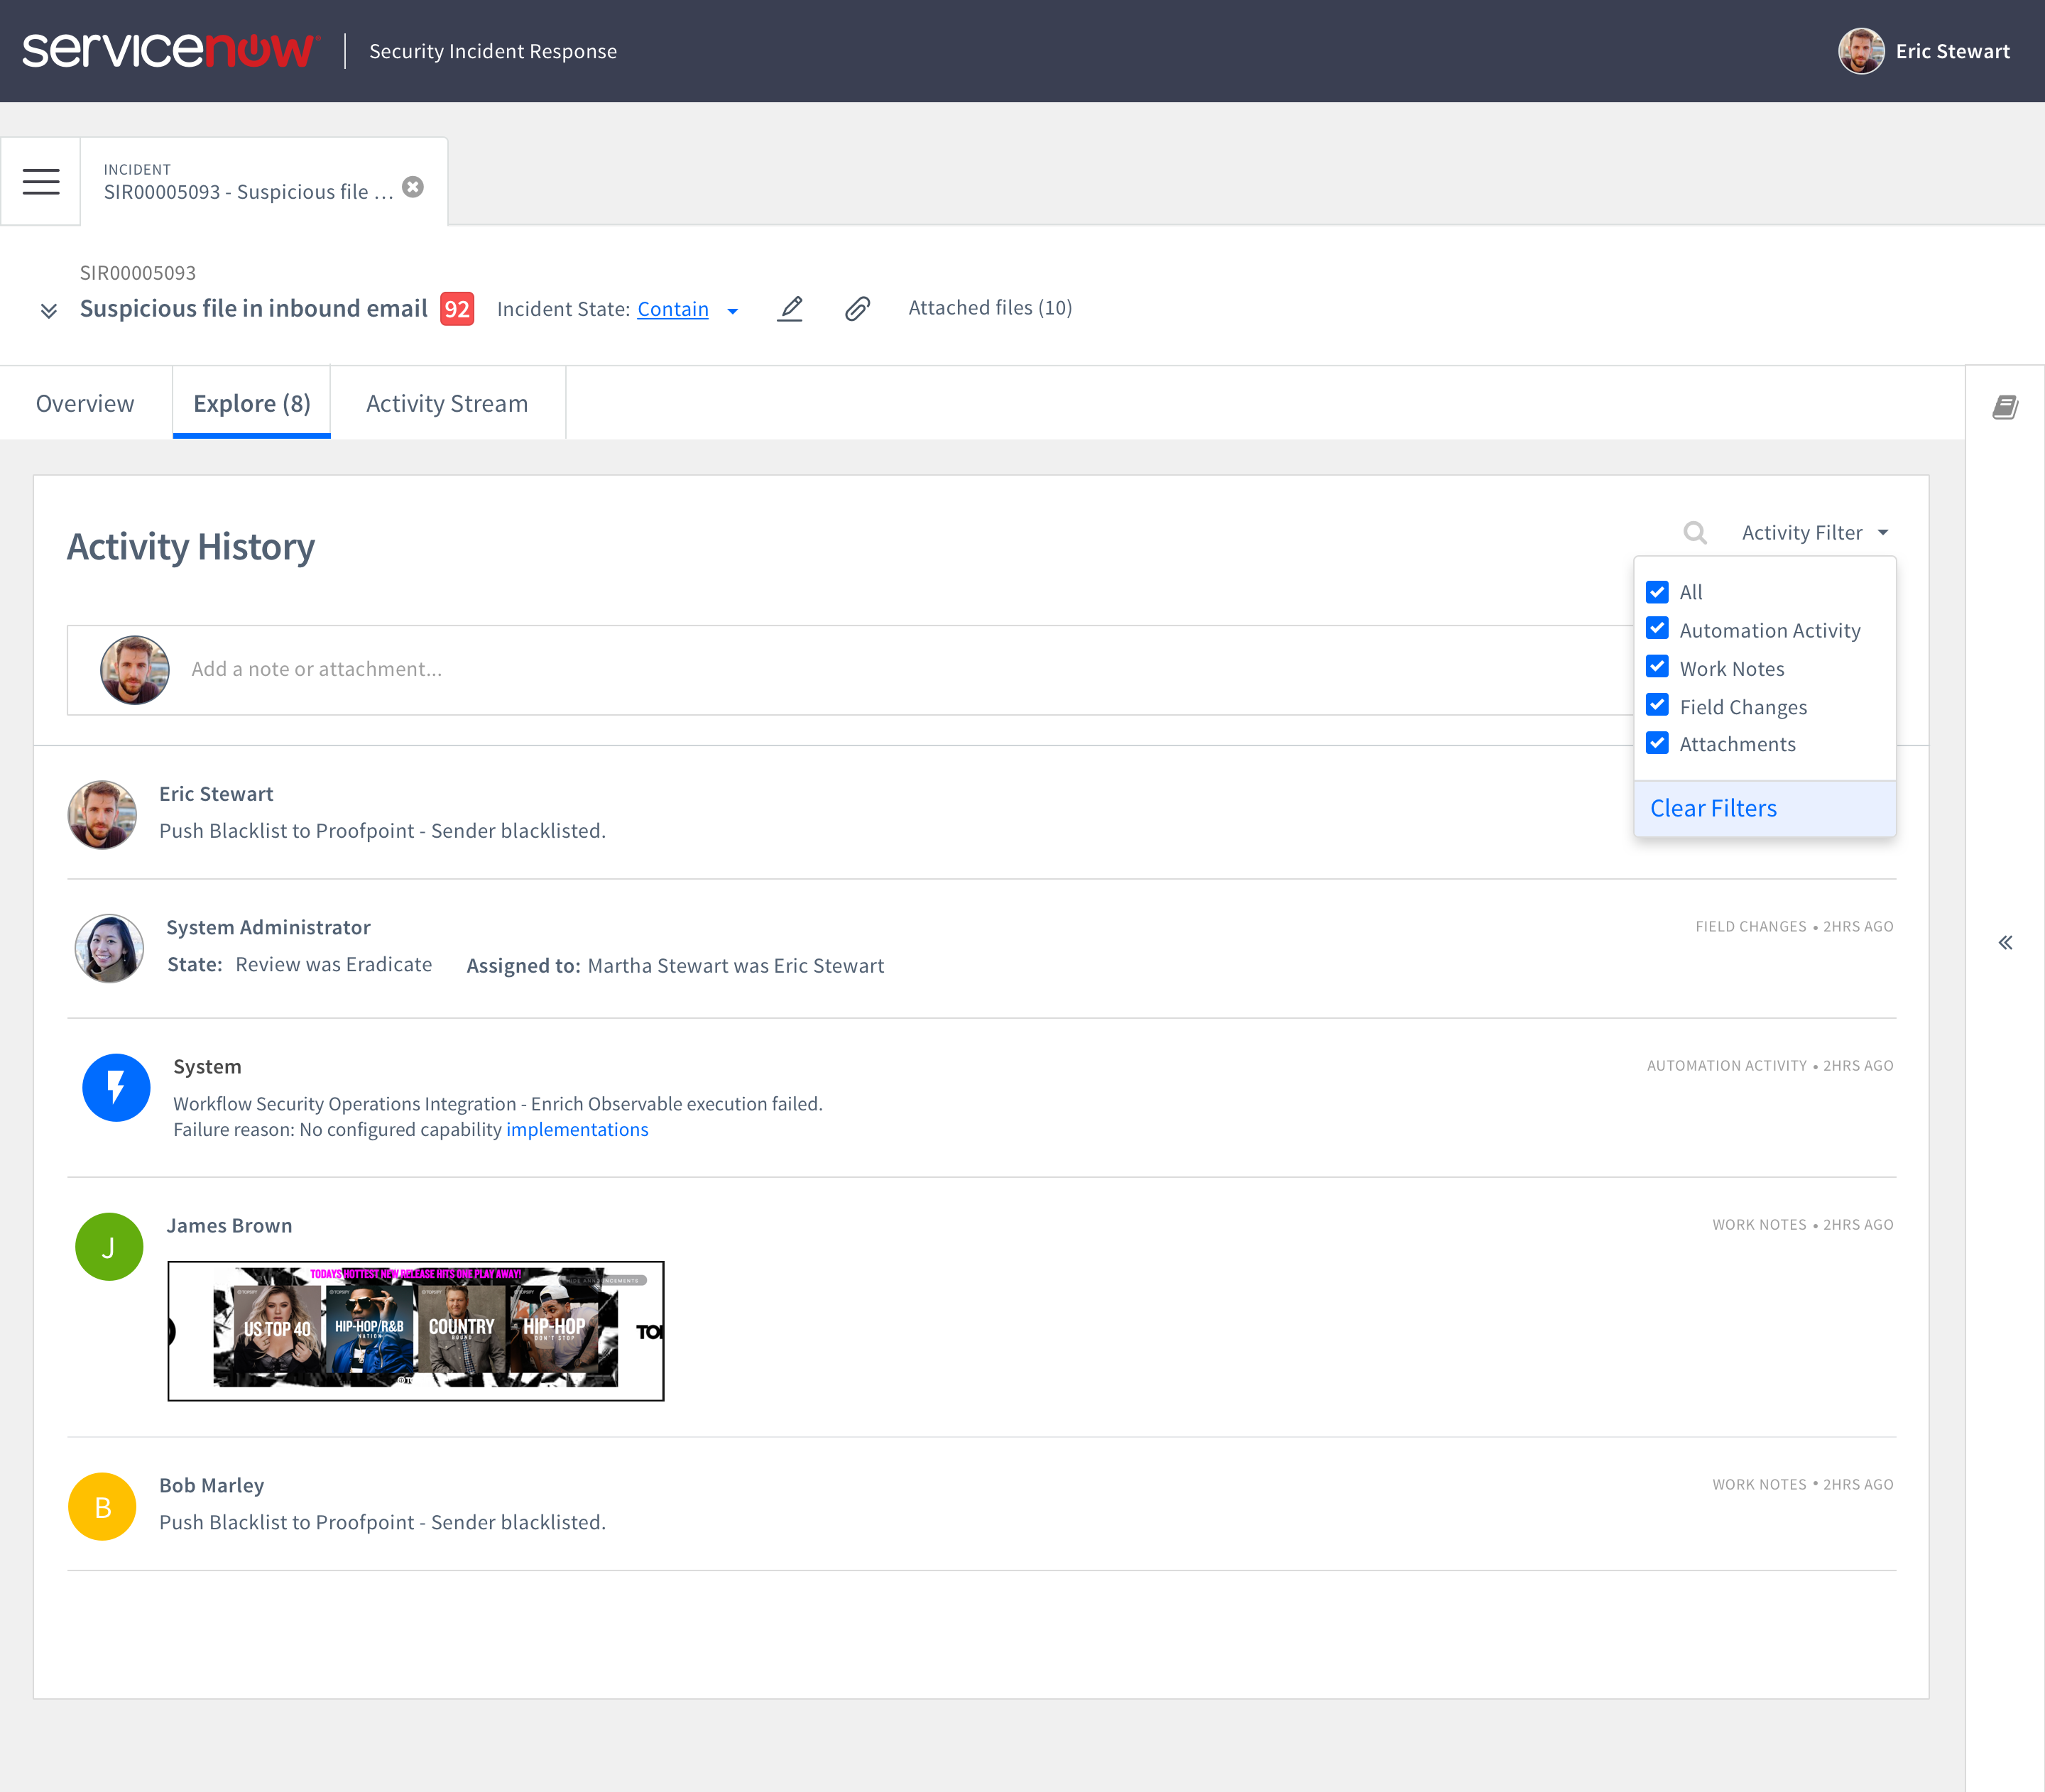 servicenow
Security Incident Response
Eric Stewart
INCIDENT
SIR00005093 - Suspicious file ...
SIR00005093
Suspicious file in inbound email 92 Incident State: Contain Attached files (10)
Overview Explore (8) Activity Stream
Activity History
Activity Filter
All
Automation Activity
Work Notes
Field Changes
Attachments
Clear Filters
Add a note or attachment...
Eric Stewart
Push Blacklist to Proofpoint - Sender blacklisted.
System Administrator
FIELD CHANGES • 2HRS AGO
State: Review was Eradicate Assigned to: Martha Stewart was Eric Stewart
System
AUTOMATION ACTIVITY • 2HRS AGO
Workflow Security Operations Integration - Enrich Observable execution failed.
Failure reason: No configured capability implementations
J
James Brown
WORK NOTES • 2HRS AGO
TODAYS HOTTEST NEW RELEASE HITS ONE PLAY AWAY!
US TOP 40
HIP-HOP/R&B
NATION
COUNTRY
ROUND
HIP-HOP
DON'T STOP
B
Bob Marley
WORK NOTES • 2HRS AGO
Push Blacklist to Proofpoint - Sender blacklisted.